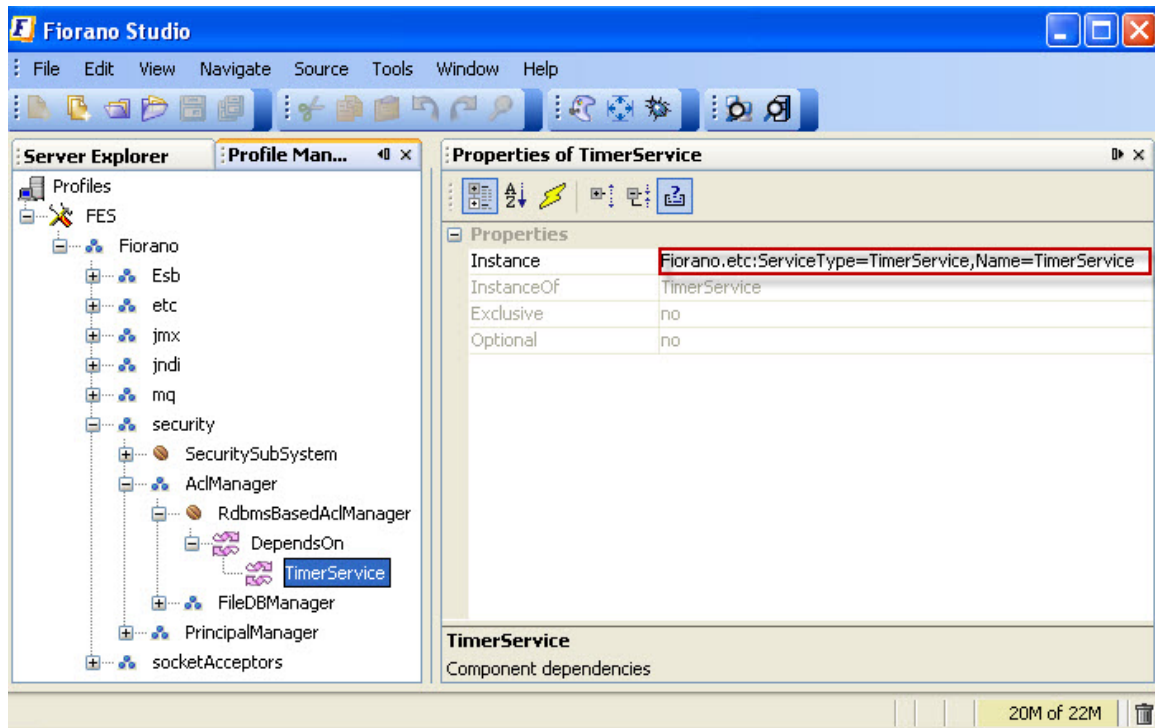 Fiorano Studio
File Edit View Navigate Source Tools Window Help
Server Explorer Profile Man...
Profiles
FES
Fiorano
Esb
etc
jmx
jndi
mq
security
SecuritySubSystem
AclManager
RdbmsBasedAclManager
DependsOn
TimerService
FileDBManager
PrincipalManager
socketAcceptors
Properties of TimerService
Properties
Instance Fiorano.etc:ServiceType=TimerService,Name=TimerService
InstanceOf TimerService
Exclusive no
Optional no
TimerService
Component dependencies
20M of 22M